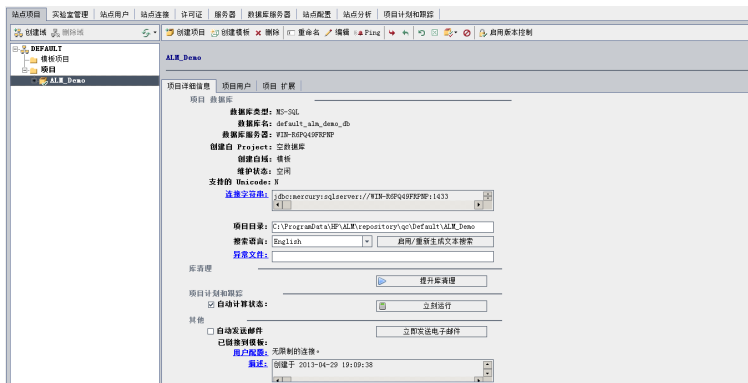 站点项目 实验室管理 站点用户 站点连接 许可证 服务器 数据库服务器 站点配置 站点分析 项目计划和跟踪
创建域 删除域 创建项目 创建模板 删除 重命名 编辑 Ping 启用版本控制
DEFAULT
模板项目
项目
ALM_Demo
ALM_Demo
项目详细信息 项目用户 项目 扩展
项目 数据库
数据库类型: MS-SQL
数据库名: default_alm_demo_db
数据库服务器: WIN-R6PQ49FRPNP
创建自 Project: 空数据库
创建自域: 模板
维护状态: 空闲
支持的 Unicode: N
连接字符串: jdbc:mercury:sqlserver://WIN-R6PQ49FRPNP:1433
项目目录: C:\ProgramData\HP\ALM\repository\qc\Default\ALM_Demo
搜索语言: English 启用/重新生成文本搜索
异常文件:
库清理
提升库清理
项目计划和跟踪
自动计算状态: 立刻运行
其他
自动发送邮件 立即发送电子邮件
已链接到模板:
用户配额: 无限制的连接。
描述: 创建于 2013-04-29 19:09:38